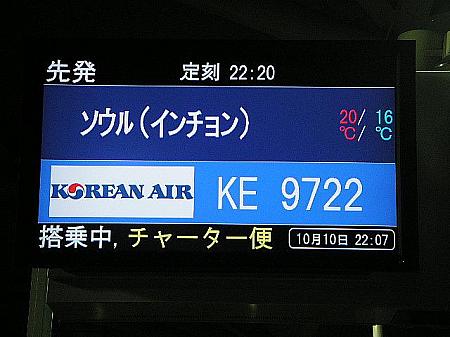 先発 定刻 22:20
ソウル(インチョン) 20/ 16
℃/ ℃
KOREAN AIR KE 9722
搭乗中, チャーター便 10月10日 22:07